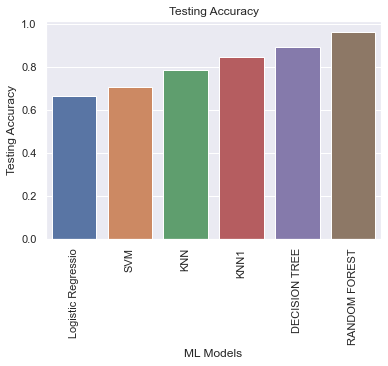 Testing Accuracy
Testing Accuracy
1.0
0.8
0.6
0.4
0.2
0.0
Logistic Regressio
SVM
KNN
KNN1
DECISION TREE
RANDOM FOREST
ML Models